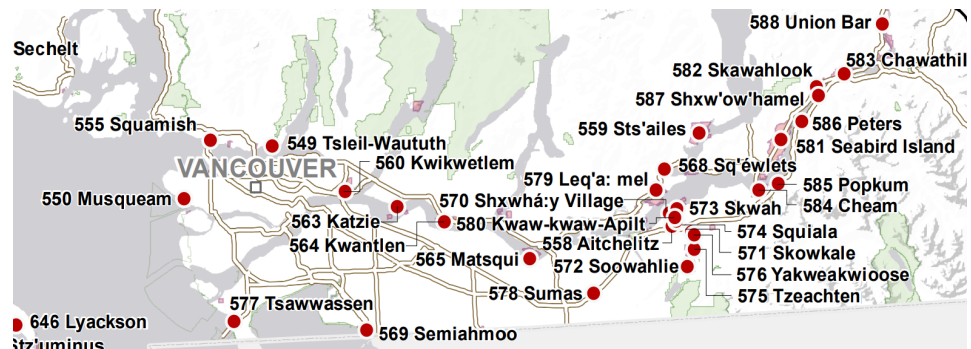 588 Union Bar
Sechelt
583 Chawathil
582 Skawahlook
587 Shxw'ow'hamel
555 Squamish
559 Sts'ailes
586 Peters
549 Tsleil-Waututh
581 Seabird Island
VANCOUVER
560 Kwikwetlem
568 Sq'éwlets
579 Leq'a: mel
585 Popkum
550 Musqueam
570 Shxwhá:y Village
573 Skwah
584 Cheam
563 Katzie
580 Kwaw-kwaw-Apilt
574 Squiala
564 Kwantlen
558 Aitchelitz
571 Skowkale
565 Matsqui
572 Soowahlie
576 Yakweakwioose
578 Sumas
575 Tzeachten
577 Tsawwassen
646 Lyackson
569 Semiahmoo
Stz'uminus